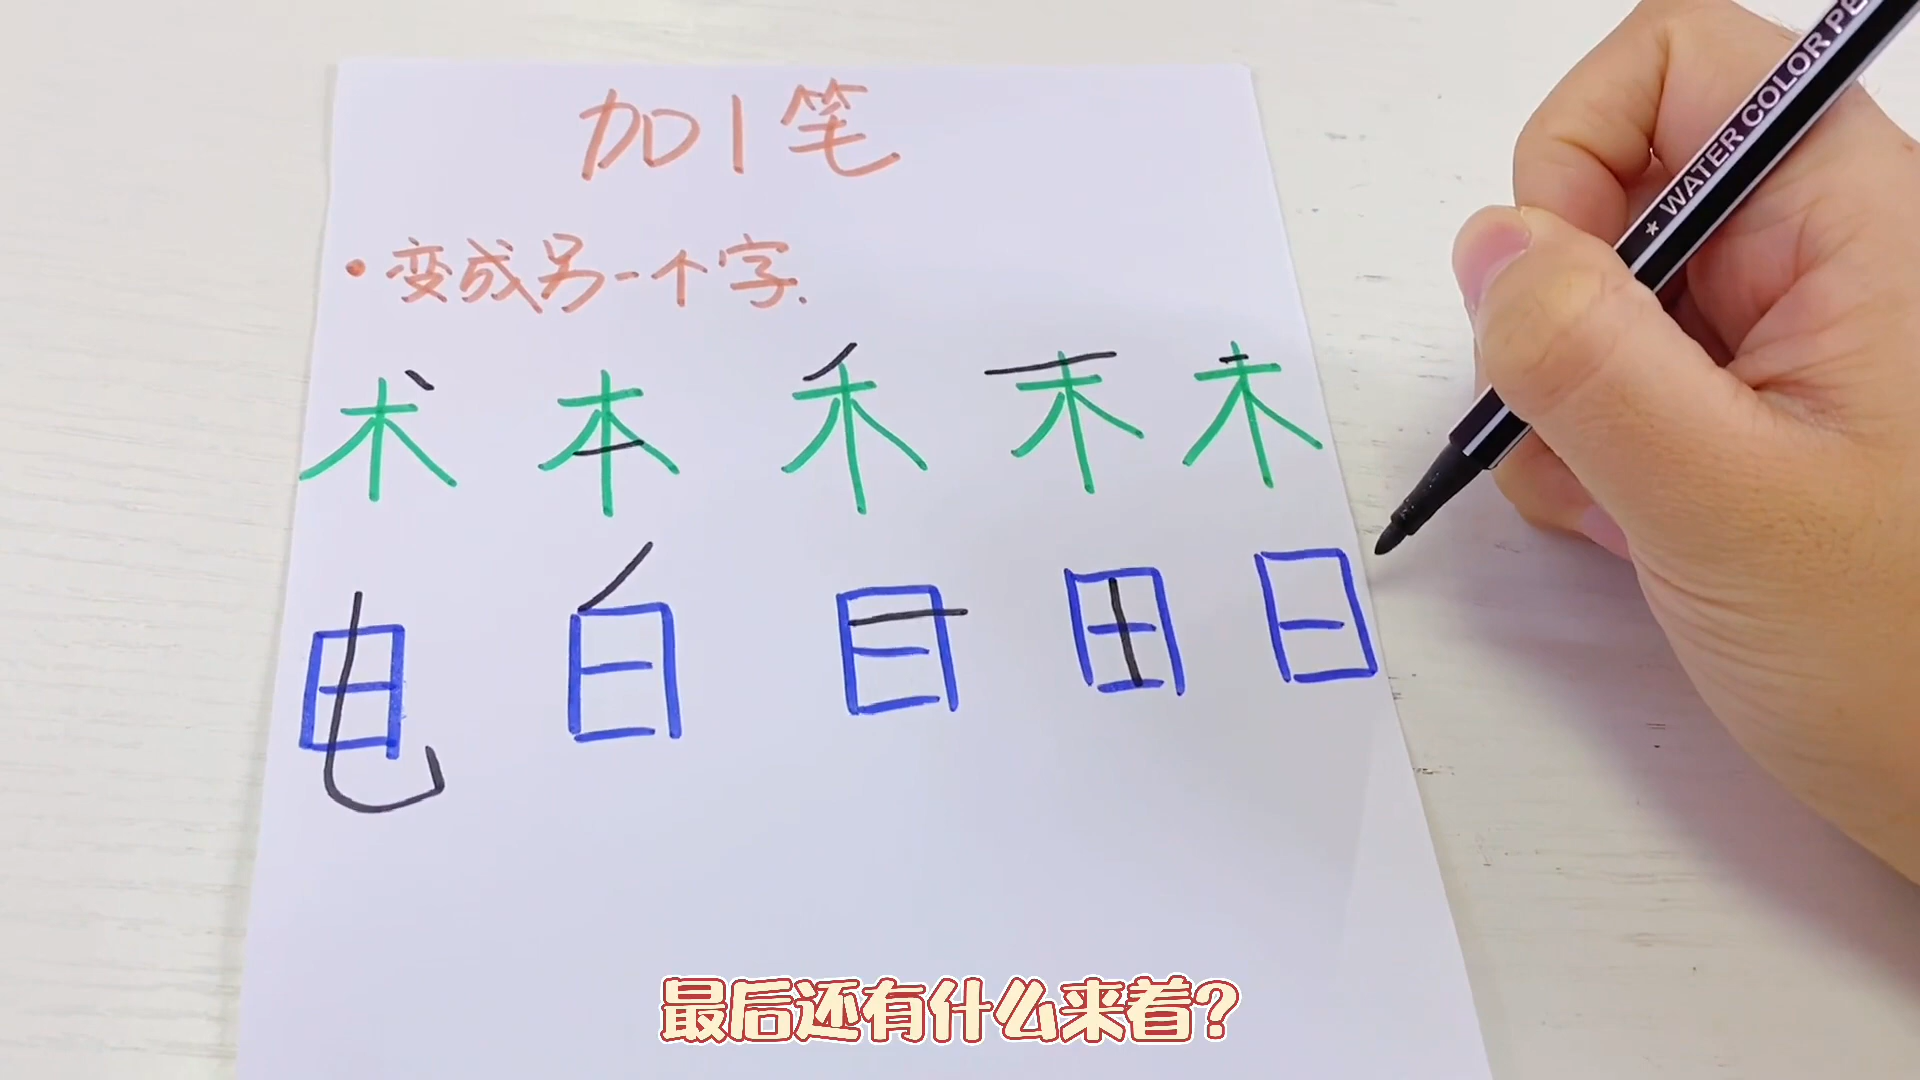 加1笔
•变成另一个字.
术 本 禾 末 未
电 白 目 田 日
★ WATER COLOR PE
最后还有什么来着?